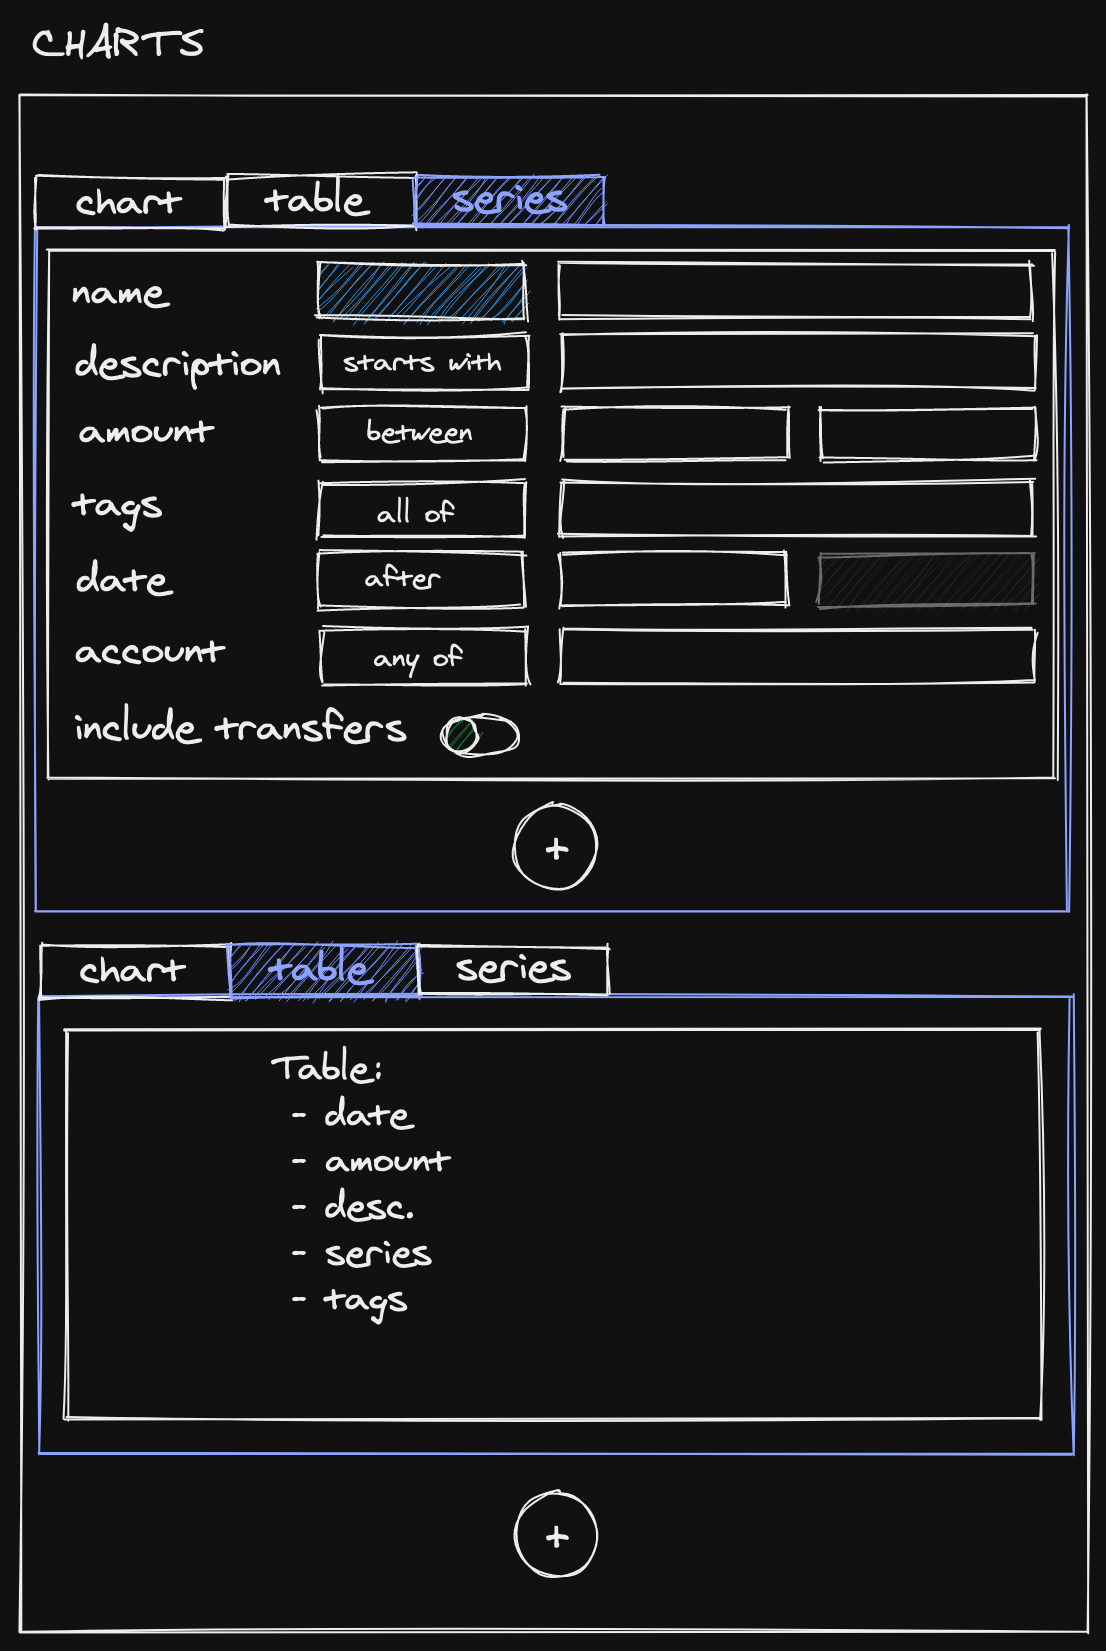 CHARTS
chart table series
name
description starts with
amount between
tags all of
date after
account any of
include transfers
+
chart table series
Table:
- date
- amount
- desc.
- series
- tags
+